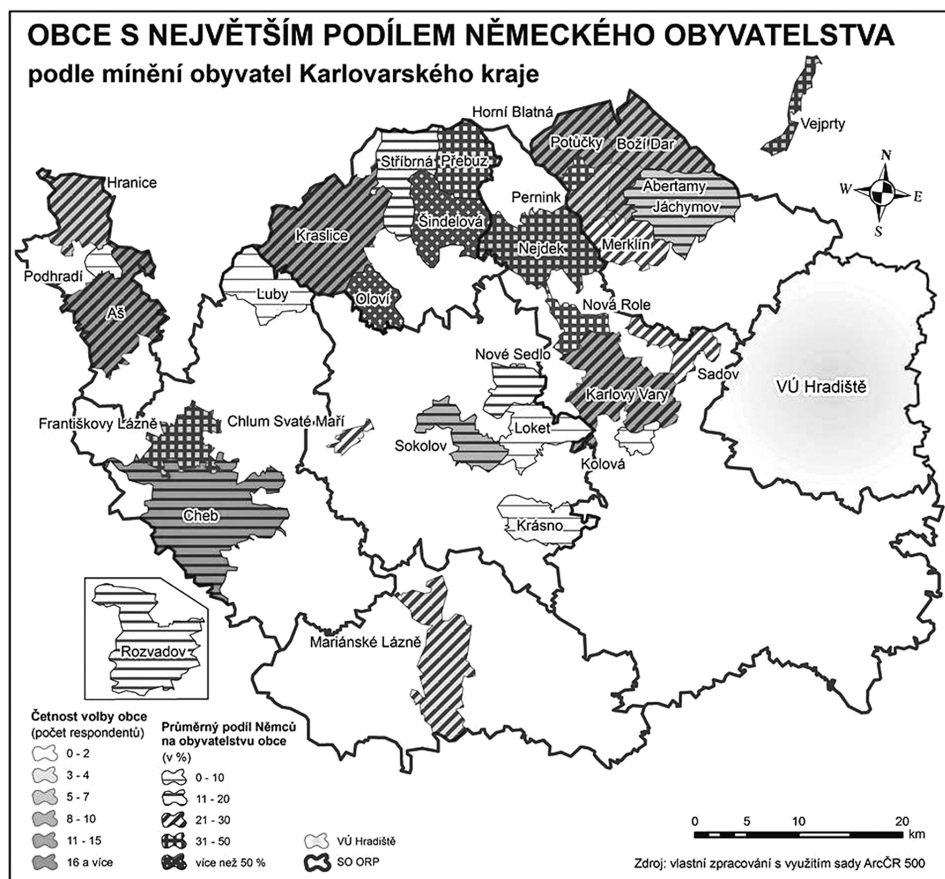 OBCE S NEJVĚTŠÍM PODÍLEM NĚMECKÉHO OBYVATELSTVA
podle mínění obyvatel Karlovarského kraje
Horní Blatná
Vejprty
Potůčky
Boží Dar
Stříbrná
Přebuz
Hranice
Abertamy
Pernink
Jáchymov
N
W
E
S
Šindelová
Kraslice
Nejdek
Merklín
Podhradí
Luby
Oloví
Aš
Nová Role
Nové Sedlo
Sadov
VÚ Hradiště
Karlovy Vary
Františkovy Lázně
Chlum Svaté Maří
Loket
Sokolov
Kolová
Cheb
Krásno
Mariánské Lázně
Rozvadov
Četnost volby obce
(počet respondentů)
0 - 2
3 - 4
5 - 7
8 - 10
11 - 15
16 a více
Průměrný podíl Němců
na obyvatelstvu obce
(v %)
0 - 10
11 - 20
21 - 30
31 - 50
více než 50 %
VÚ Hradiště
SO ORP
0 5 10 20
km
Zdroj: vlastní zpracování s využitím sady ArcČR 500